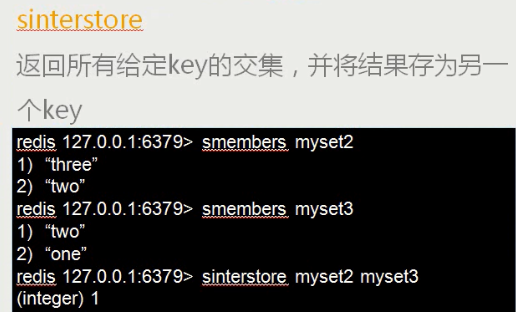 sinterstore
返回所有给定key的交集，并将结果存为另一
个key
redis 127.0.0.1:6379> smembers myset2
1) “three”
2) “two”
redis 127.0.0.1:6379> smembers myset3
1) “two”
2) “one”
redis 127.0.0.1:6379> sinterstore myset2 myset3
(integer) 1